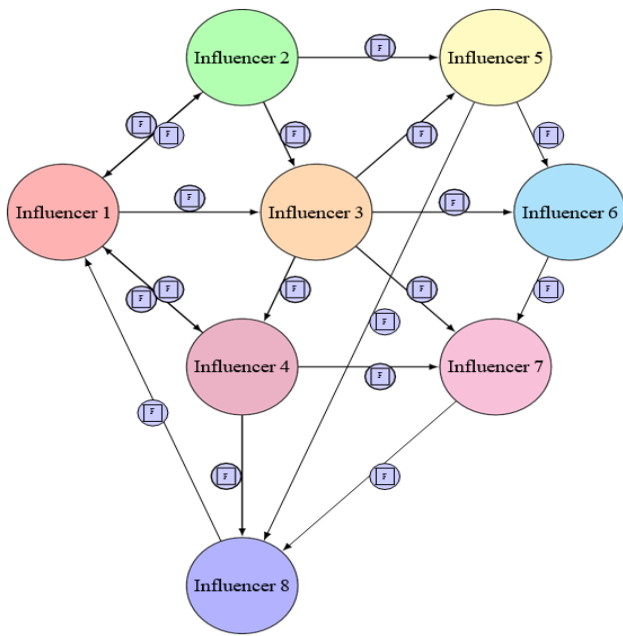 Influencer 2
F
Influencer 5
F
F
F
F
F
Influencer 1
F
Influencer 3
F
Influencer 6
F
F
F
F
F
F
Influencer 4
F
Influencer 7
F
F
F
F
Influencer 8